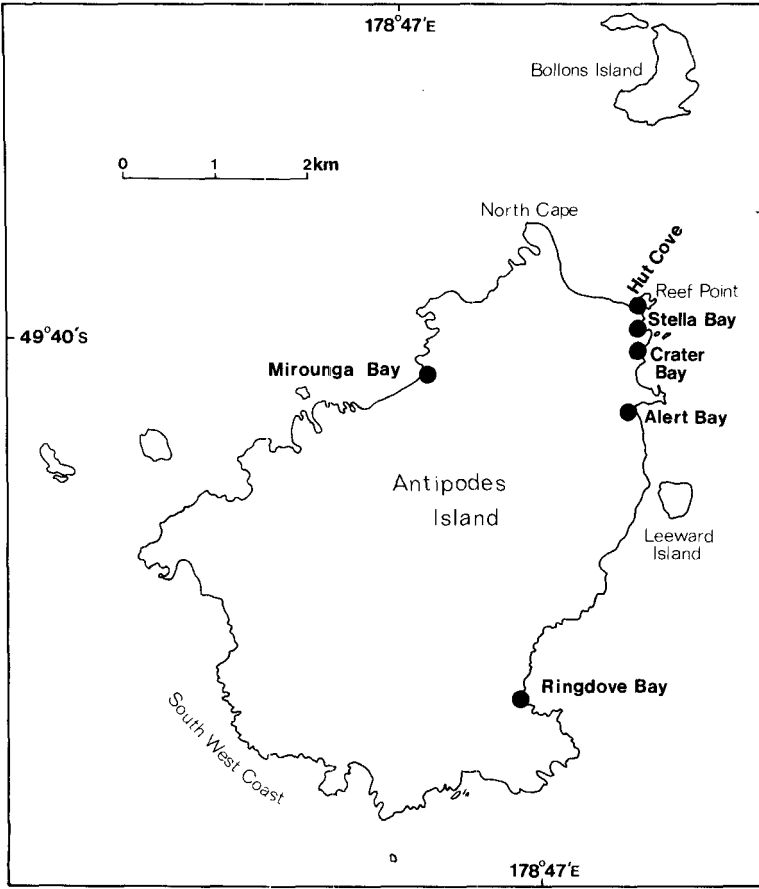 178°47'E
Bollons Island
0 1 2km
North Cape
Hut Cove
Reef Point
Stella Bay
49°40's
Crater
Bay
Mirounga Bay
Alert Bay
Antipodes
Island
Leeward
Island
Ringdove Bay
South West Coast
178°47'E